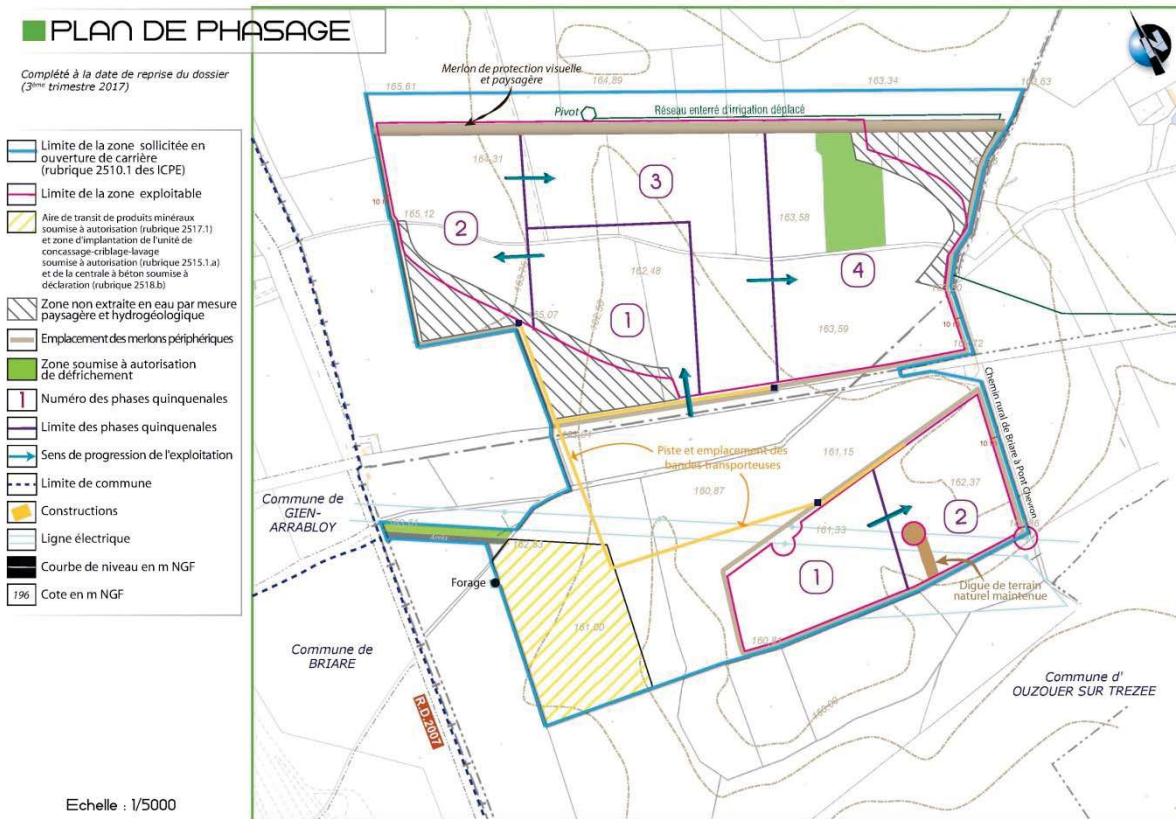 PLAN DE PHASAGE
Complété à la date de reprise du dossier
(3ème trimestre 2017)
Limite de la zone sollicitée en
ouverture de carrière
(rubrique 2510.1 des ICPE)
Limite de la zone exploitable
Aire de transit de produits minéraux
soumise à autorisation (rubrique 2517.1)
et zone d'implantation de l'unité de
concassage-criblage-lavage
soumise à autorisation (rubrique 2515.1.a)
et de la centrale à béton soumise à
déclaration (rubrique 2518.b)
Zone non extraite en eau par mesure
paysagère et hydrogéologique
Emplacement des merlons périphériques
Zone soumise à autorisation
de défrichement
1 Numéro des phases quinquenales
Limite des phases quinquenales
Sens de progression de l'exploitation
Limite de commune
Constructions
Ligne électrique
Courbe de niveau en m NGF
196 Cote en m NGF
Echelle : 1/5000
Merlon de protection visuelle
et paysagère
165,61
164,89
163,34
Pivot
Réseau enterré d'irrigation déplacé
164,31
3
163,58
2
165,12
4
162,48
1
163,59
Piste et emplacement des
bandes transporteuses
161,15
160,87
162,37
Chemin rural de Briare à Pont Chevron
Commune de
GIEN-
ARRABLOY
161,33
2
162,53
Forage
1
Digue de terrain
naturel maintenue
161,00
Commune de
BRIARE
Commune d'
OUZOUER SUR TREZEE
R.D.2007